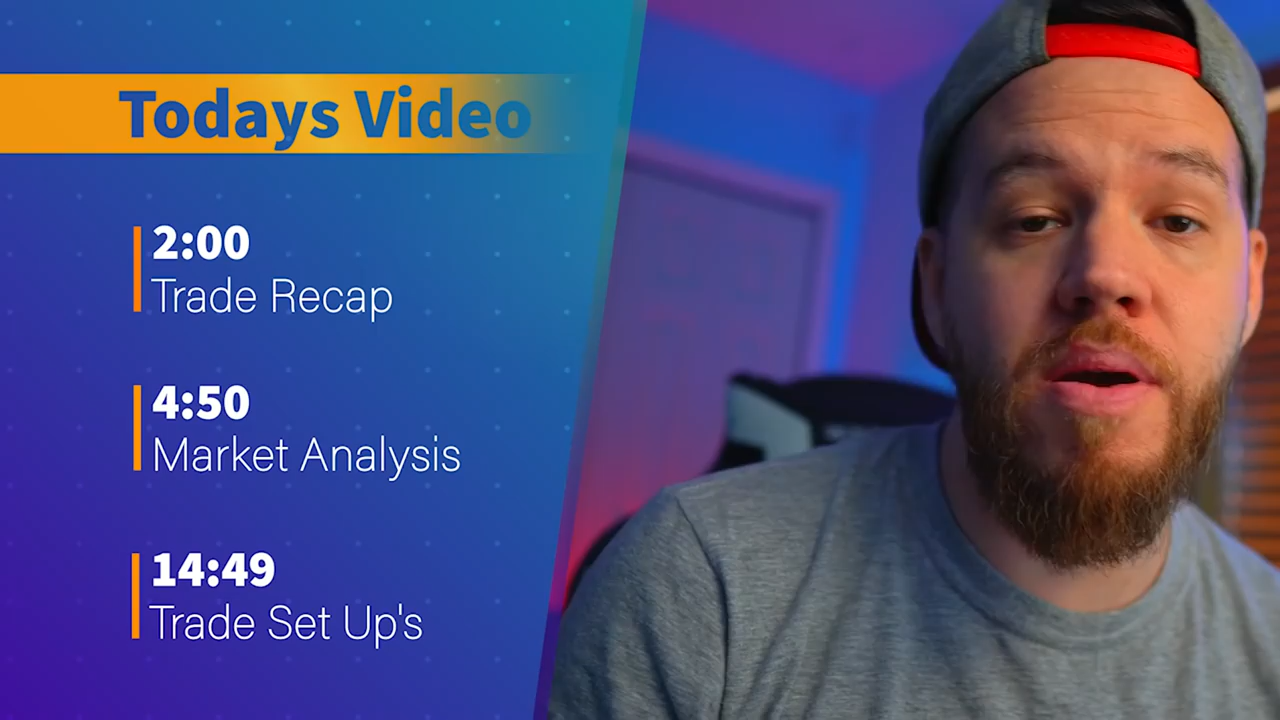 Todays Video
2:00
Trade Recap
4:50
Market Analysis
14:49
Trade Set Up's